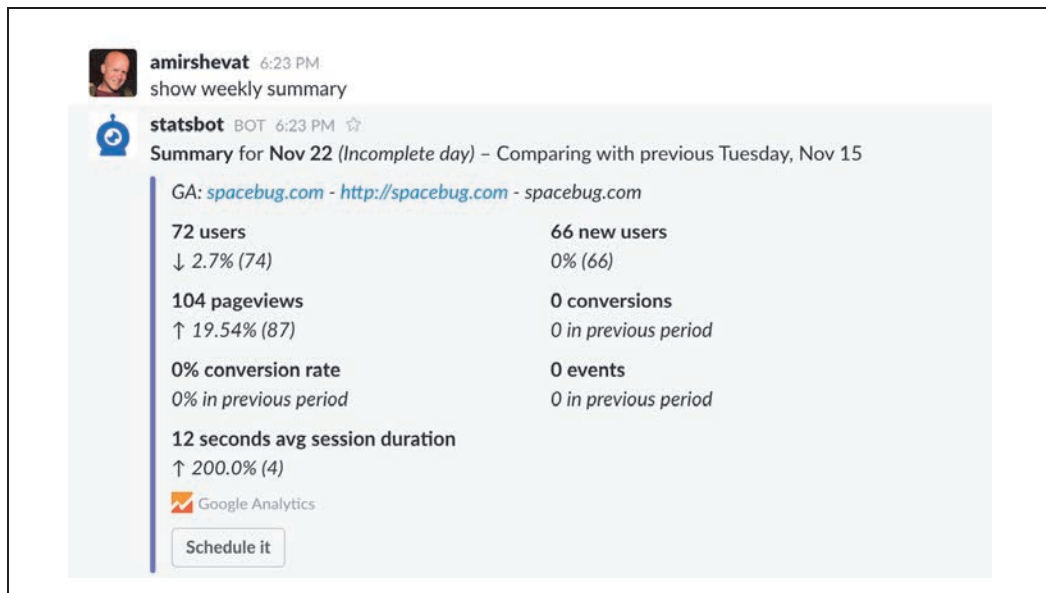 amirshevat 6:23 PM
show weekly summary
statsbot BOT 6:23 PM ☆
Summary for Nov 22 (Incomplete day) – Comparing with previous Tuesday, Nov 15
GA: spacebug.com - http://spacebug.com - spacebug.com
72 users 66 new users
↓ 2.7% (74) 0% (66)
104 pageviews 0 conversions
↑ 19.54% (87) 0 in previous period
0% conversion rate 0 events
0% in previous period 0 in previous period
12 seconds avg session duration
↑ 200.0% (4)
Google Analytics
Schedule it